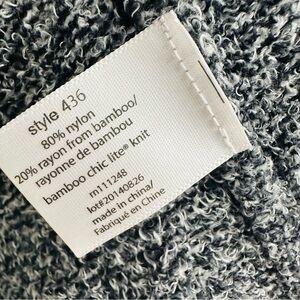 style 436
80% nylon
20% rayon from bamboo/
rayonne de bambou
bamboo chic lite® knit
rn111248
lot#20140826
made in china/
Fabriqué en Chine